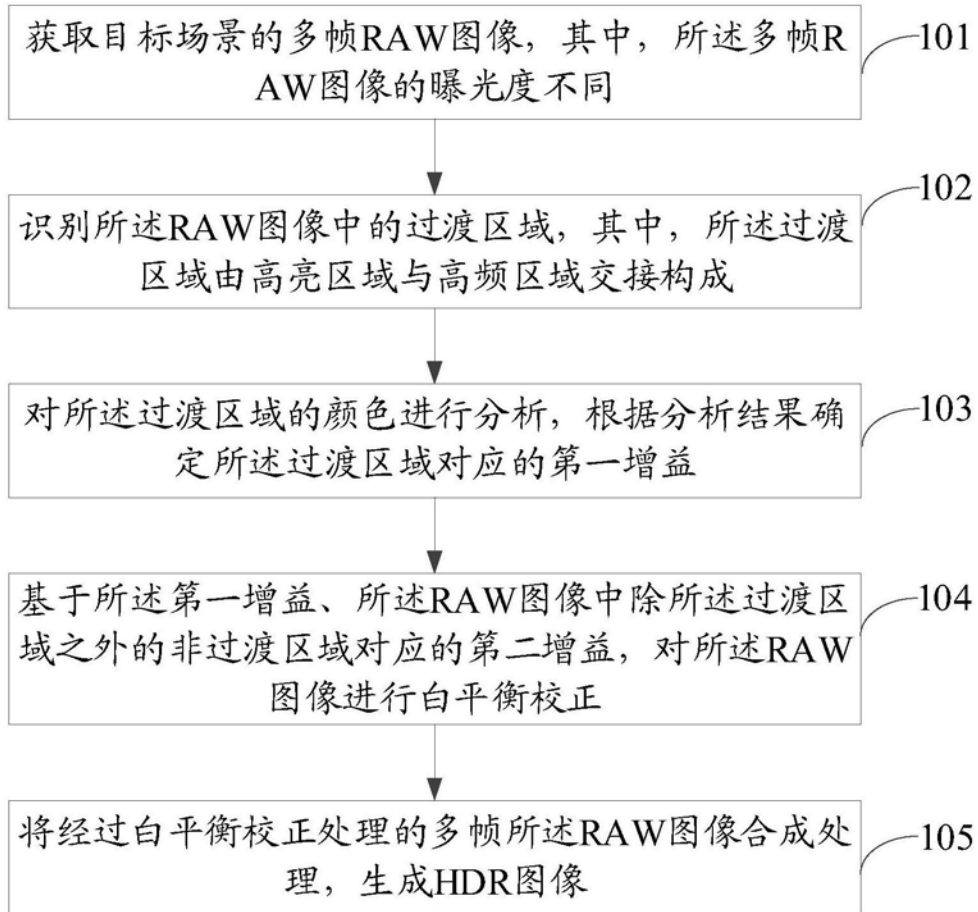 获取目标场景的多帧RAW图像，其中，所述多帧R
AW图像的曝光度不同
101
识别所述RAW图像中的过渡区域，其中，所述过渡
区域由高亮区域与高频区域交接构成
102
对所述过渡区域的颜色进行分析，根据分析结果确
定所述过渡区域对应的第一增益
103
基于所述第一增益、所述RAW图像中除所述过渡区
域之外的非过渡区域对应的第二增益，对所述RAW
图像进行白平衡校正
104
将经过白平衡校正处理的多帧所述RAW图像合成处
理，生成HDR图像
105